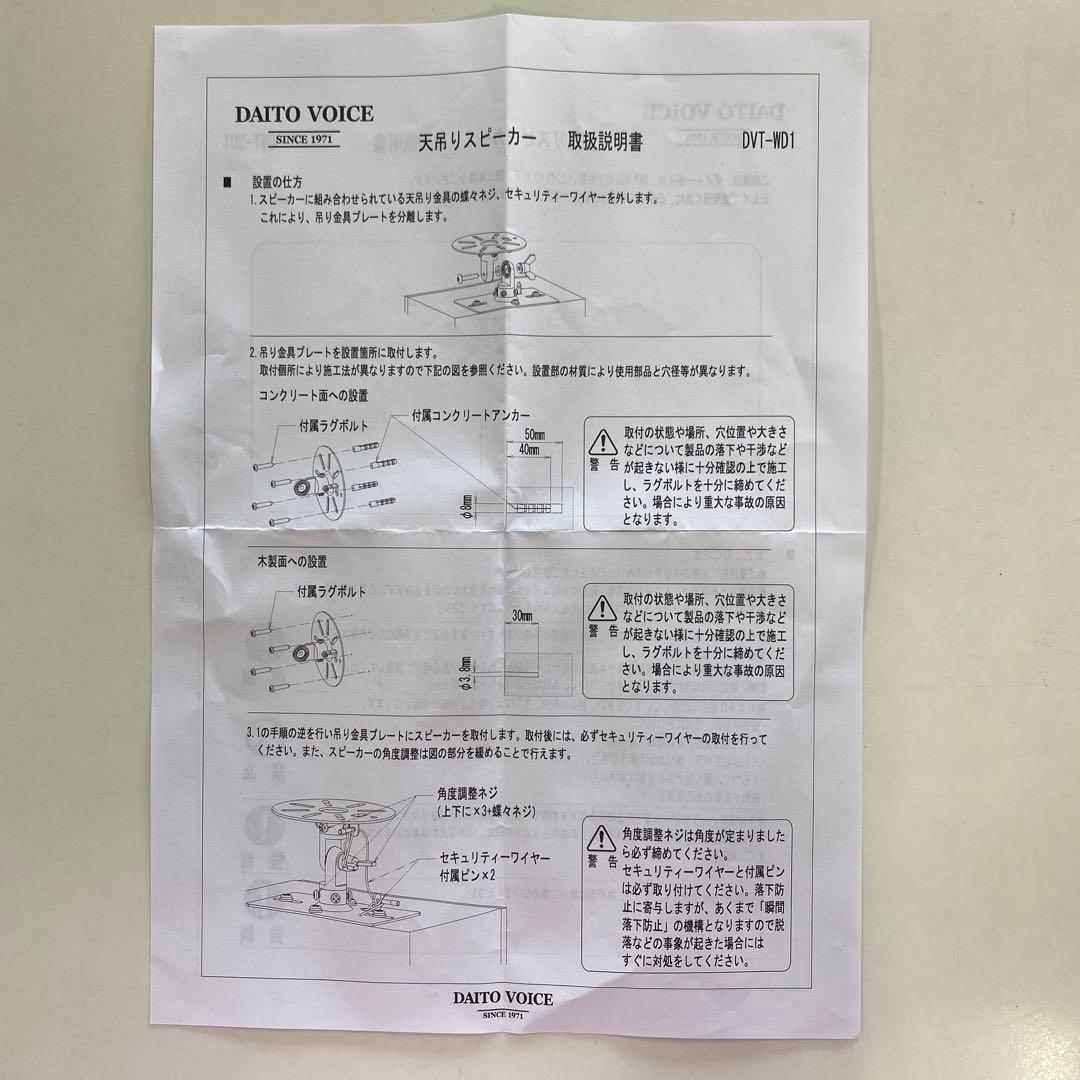 DAITO VOICE
SINCE 1971
天吊りスピーカー 取扱説明書 DVT-WD1
■ 設置の仕方
1.スピーカーに組み合わせられている天吊り金具の蝶々ネジ、セキュリティーワイヤーを外します。
これにより、吊り金具プレートを分離します。
2.吊り金具プレートを設置箇所に取付します。
取付個所により施工法が異なりますので下記の図を参照ください。設置部の材質により使用部品と穴径等が異なります。
コンクリート面への設置
付属ラグボルト
付属コンクリートアンカー
50mm
40mm
φ8mm
警告
取付の状態や場所、穴位置や大きさ
などについて製品の落下や干渉など
が起きない様に十分確認の上で施工
し、ラグボルトを十分に締めてくだ
さい。場合により重大な事故の原因
となります。
木製面への設置
付属ラグボルト
30mm
φ3.8mm
警告
取付の状態や場所、穴位置や大きさ
などについて製品の落下や干渉など
が起きない様に十分確認の上で施工
し、ラグボルトを十分に締めてくだ
さい。場合により重大な事故の原因
となります。
3.1の手順の逆を行い吊り金具プレートにスピーカーを取付します。取付後には、必ずセキュリティーワイヤーの取付を行って
ください。また、スピーカーの角度調整は図の部分を緩めることで行えます。
角度調整ネジ
(上下に×3+蝶々ネジ)
セキュリティーワイヤー
付属ピン×2
警告
角度調整ネジは角度が定まりました
ら必ず締めてください。
セキュリティーワイヤーと付属ピン
は必ず取り付けてください。落下防
止に寄与しますが、あくまで「瞬間
落下防止」の機構となりますので脱
落などの事象が起きた場合には
すぐに対処をしてください。
DAITO VOICE
SINCE 1971